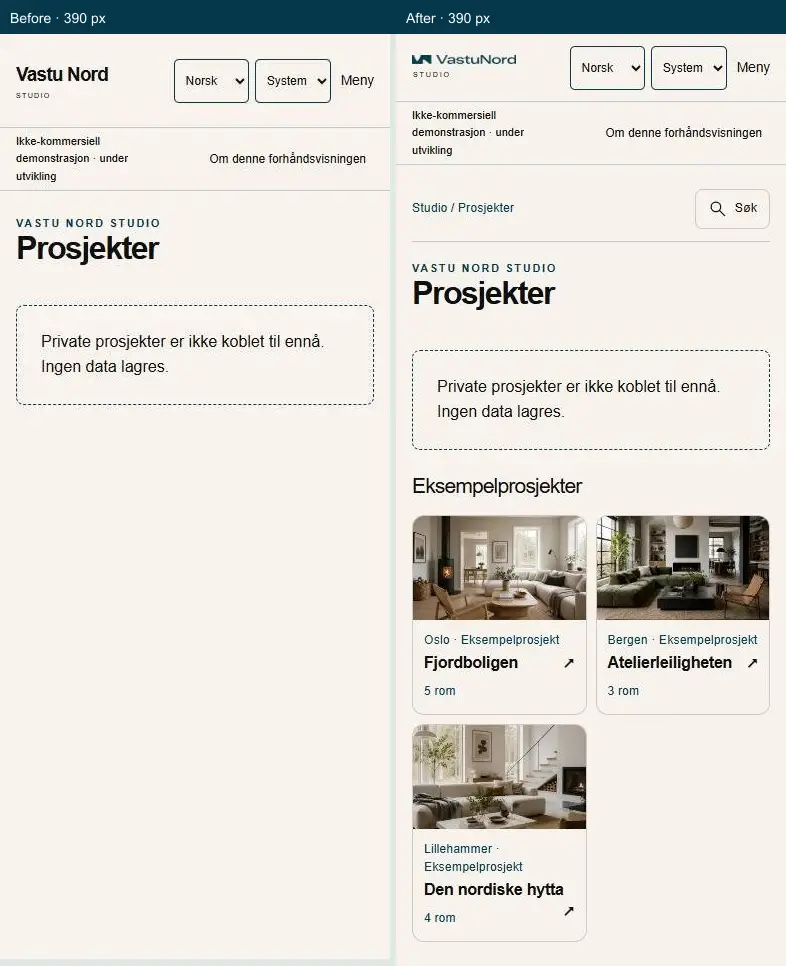 Before · 390 px
Vastu Nord
STUDIO
Norsk
System
Meny
Ikke-kommersiell
demonstrasjon · under
utvikling
Om denne forhåndsvisningen
VASTU NORD STUDIO
Prosjekter
Private prosjekter er ikke koblet til ennå.
Ingen data lagres.
After · 390 px
VastuNord
STUDIO
Norsk
System
Meny
Ikke-kommersiell
demonstrasjon · under
utvikling
Om denne forhåndsvisningen
Studio / Prosjekter
Søk
VASTU NORD STUDIO
Prosjekter
Private prosjekter er ikke koblet til ennå.
Ingen data lagres.
Eksempelprosjekter
Oslo · Eksempelprosjekt
Fjordboligen ↗
5 rom
Bergen · Eksempelprosjekt
Atelierleiligheten ↗
3 rom
Lillehammer ·
Eksempelprosjekt
Den nordiske hytta
↗
4 rom